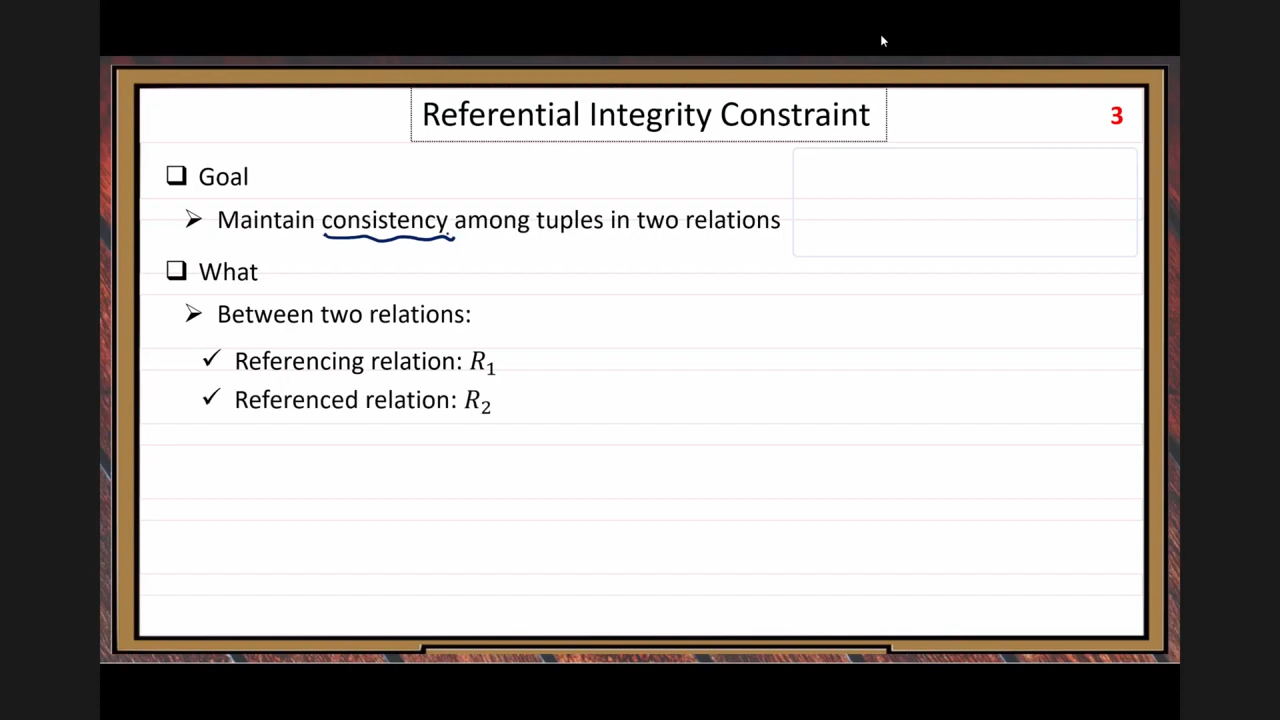 Referential Integrity Constraint
3
❑ Goal
➢ Maintain consistency among tuples in two relations
❑ What
➢ Between two relations:
✓ Referencing relation: R₁
✓ Referenced relation: R₂